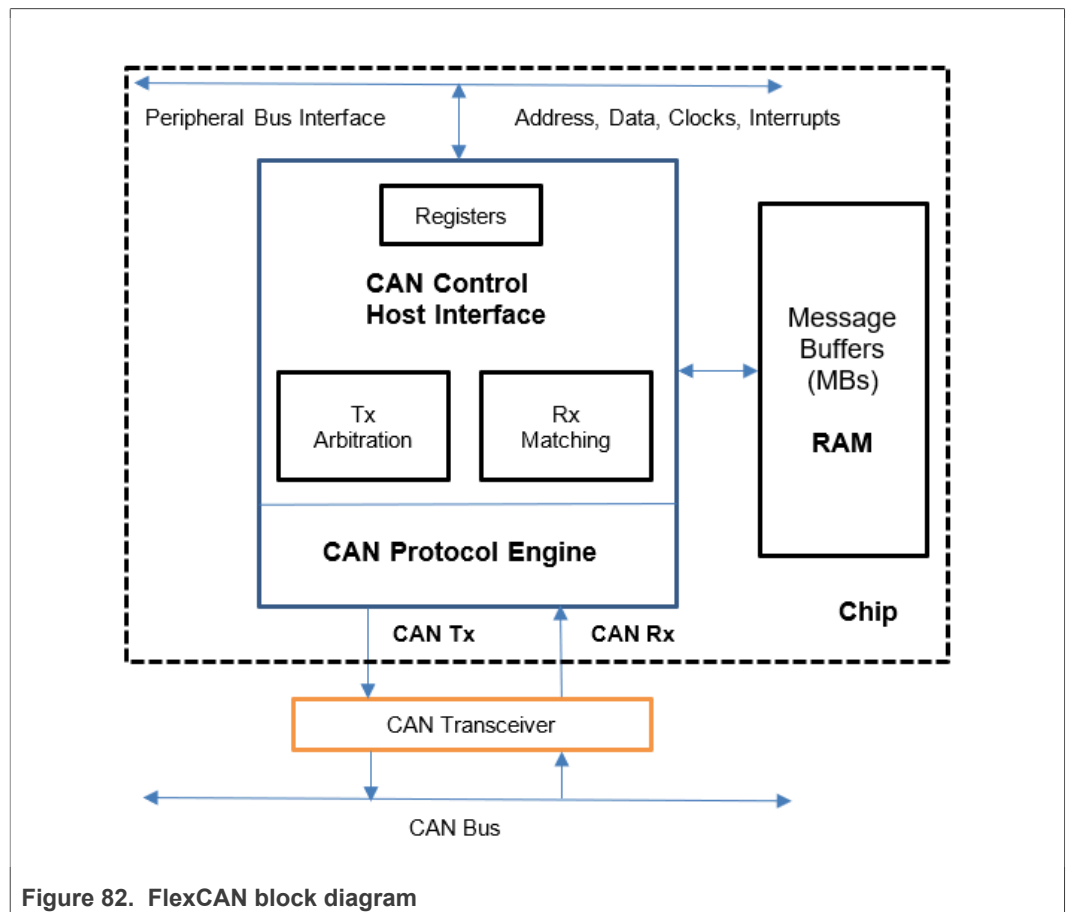 Peripheral Bus Interface
Address, Data, Clocks, Interrupts
Registers
CAN Control
Host Interface
Tx
Arbitration
Rx
Matching
Message
Buffers
(MBs)
RAM
CAN Protocol Engine
Chip
CAN Tx
CAN Rx
CAN Transceiver
CAN Bus
Figure 82. FlexCAN block diagram